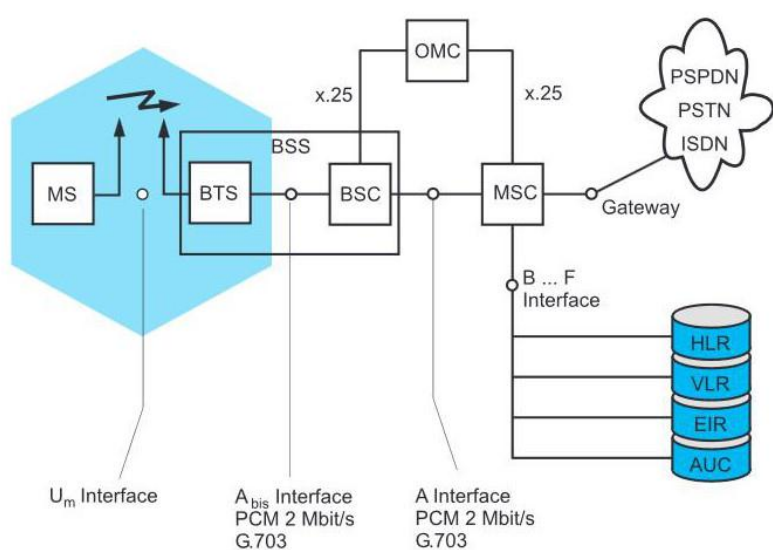 OMC
PSPDN
PSTN
ISDN
x.25
x.25
BSS
MS
BTS
BSC
MSC
Gateway
B ... F
Interface
HLR
VLR
EIR
AUC
Um Interface
Abis Interface
PCM 2 Mbit/s
G.703
A Interface
PCM 2 Mbit/s
G.703